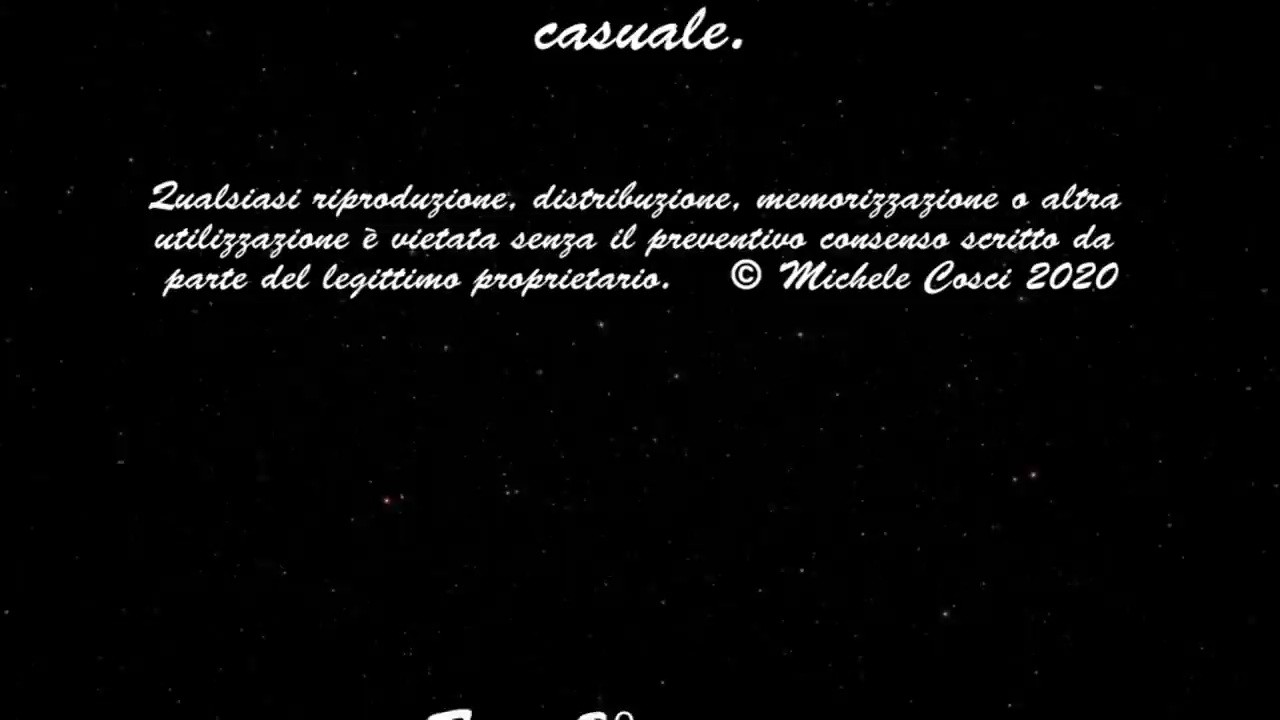 casuale.
Qualsiasi riproduzione, distribuzione, memorizzazione o altra
utilizzazione è vietata senza il preventivo consenso scritto da
parte del legittimo proprietario. © Michele Cosci 2020